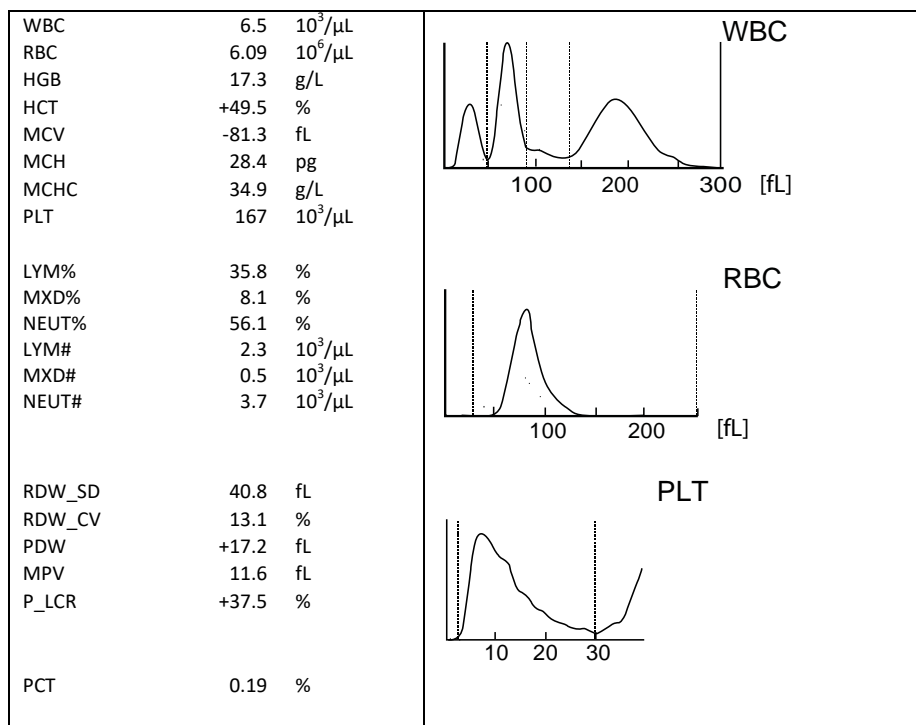 WBC 6.5 10³/µL
RBC 6.09 10⁶/µL
HGB 17.3 g/L
HCT +49.5 %
MCV -81.3 fL
MCH 28.4 pg
MCHC 34.9 g/L
PLT 167 10³/µL
LYM% 35.8 %
MXD% 8.1 %
NEUT% 56.1 %
LYM# 2.3 10³/µL
MXD# 0.5 10³/µL
NEUT# 3.7 10³/µL
RDW_SD 40.8 fL
RDW_CV 13.1 %
PDW +17.2 fL
MPV 11.6 fL
P_LCR +37.5 %
PCT 0.19 %
WBC
100 200 300 [fL]
RBC
100 200 [fL]
PLT
10 20 30